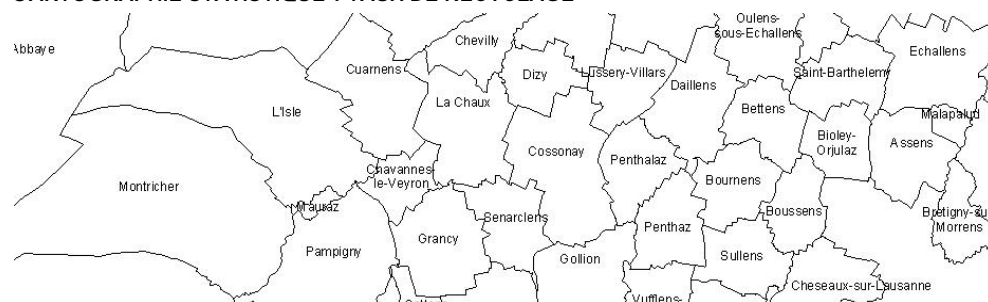 Oulens-
sous-Echallens
Abbaye
Chevilly
Echallens
Cuarnens
Dizy
Lussery-Villars
Saint-Barthelemy
Daillens
La Chaux
L'Isle
Bettens
Malapalud
Bioley-
Orjulaz
Assens
Cossonay
Penthalaz
Chavannes-
le-Veyron
Montricher
Bournens
Mauraz
Senarclens
Boussens
Bretigny-su
Morrens
Penthaz
Grancy
Pampigny
Gollion
Sullens
Cheseaux-sur-Lausanne
Vufflens-